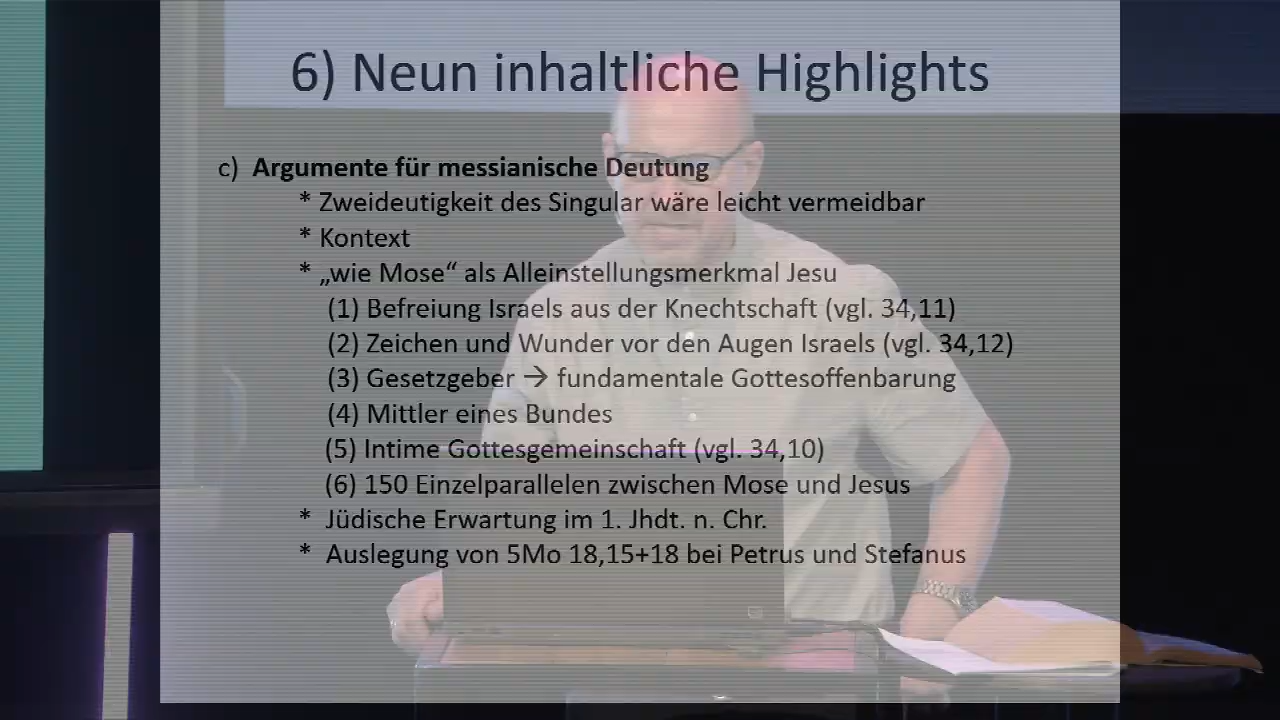 6) Neun inhaltliche Highlights
c) Argumente für messianische Deutung
* Zweideutigkeit des Singular wäre leicht vermeidbar
* Kontext
* „wie Mose“ als Alleinstellungsmerkmal Jesu
(1) Befreiung Israels aus der Knechtschaft (vgl. 34,11)
(2) Zeichen und Wunder vor den Augen Israels (vgl. 34,12)
(3) Gesetzgeber → fundamentale Gottesoffenbarung
(4) Mittler eines Bundes
(5) Intime Gottesgemeinschaft (vgl. 34,10)
(6) 150 Einzelparallelen zwischen Mose und Jesus
* Jüdische Erwartung im 1. Jhdt. n. Chr.
* Auslegung von 5Mo 18,15+18 bei Petrus und Stefanus